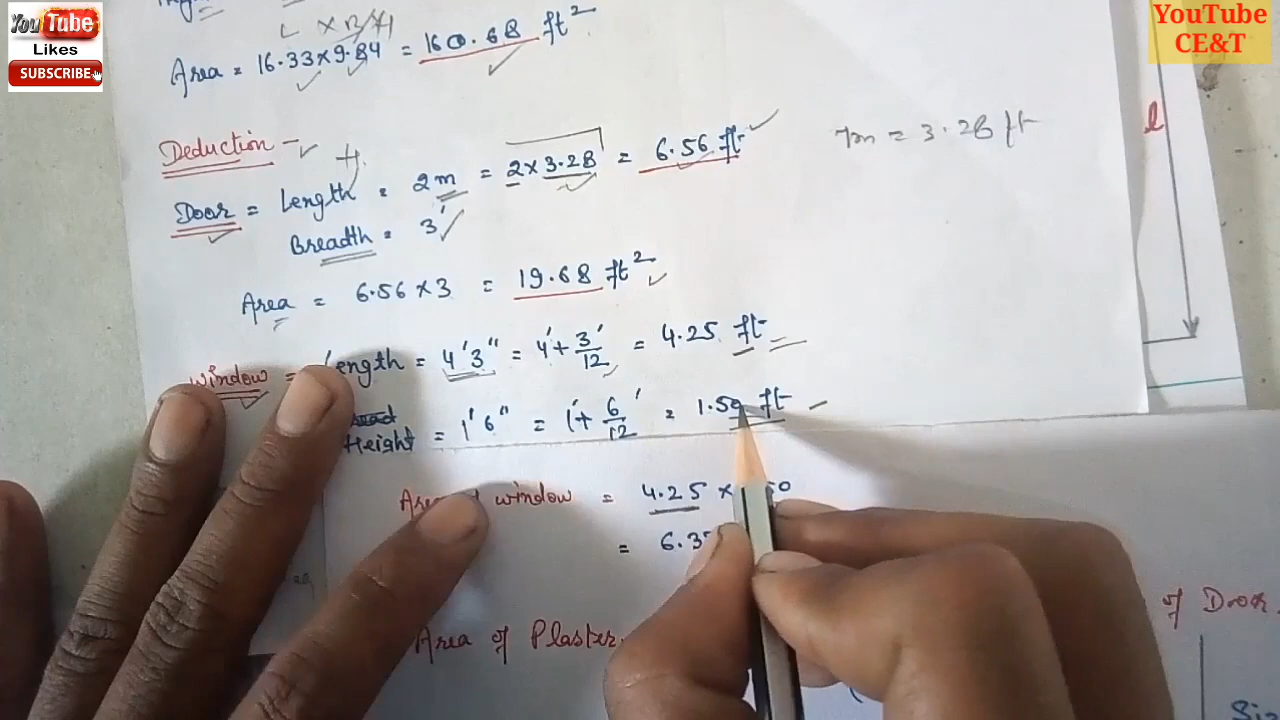 YouTube
Likes
SUBSCRIBE
YouTube
CE&T
L × B × H
Area = 16.33 × 9.84 = 160.68 ft²
Deduction -
H.
1m = 3.28 ft
Door = Length = 2m = 2 × 3.28 = 6.56 ft
Breadth = 3'
l
Area = 6.56 × 3 = 19.68 ft²
Window = Length = 4'3" = 4' + 3'/12 = 4.25 ft
Height = 1'6" = 1' + 6'/12 = 1.50 ft
window = 4.25 ×
= 6.3
Area of Plaster
of Door